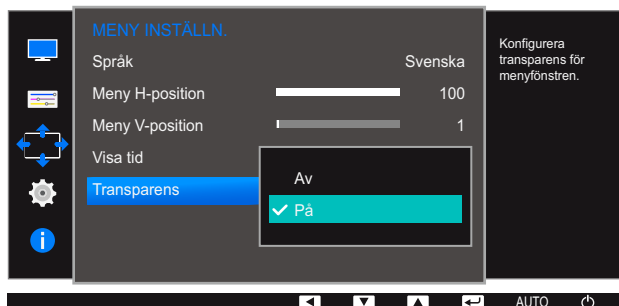 MENY INSTÄLLN.
Språk Svenska
Meny H-position 100
Meny V-position 1
Visa tid
Transparens
Av
På
Konfigurera
transparens för
menyfönstren.
AUTO